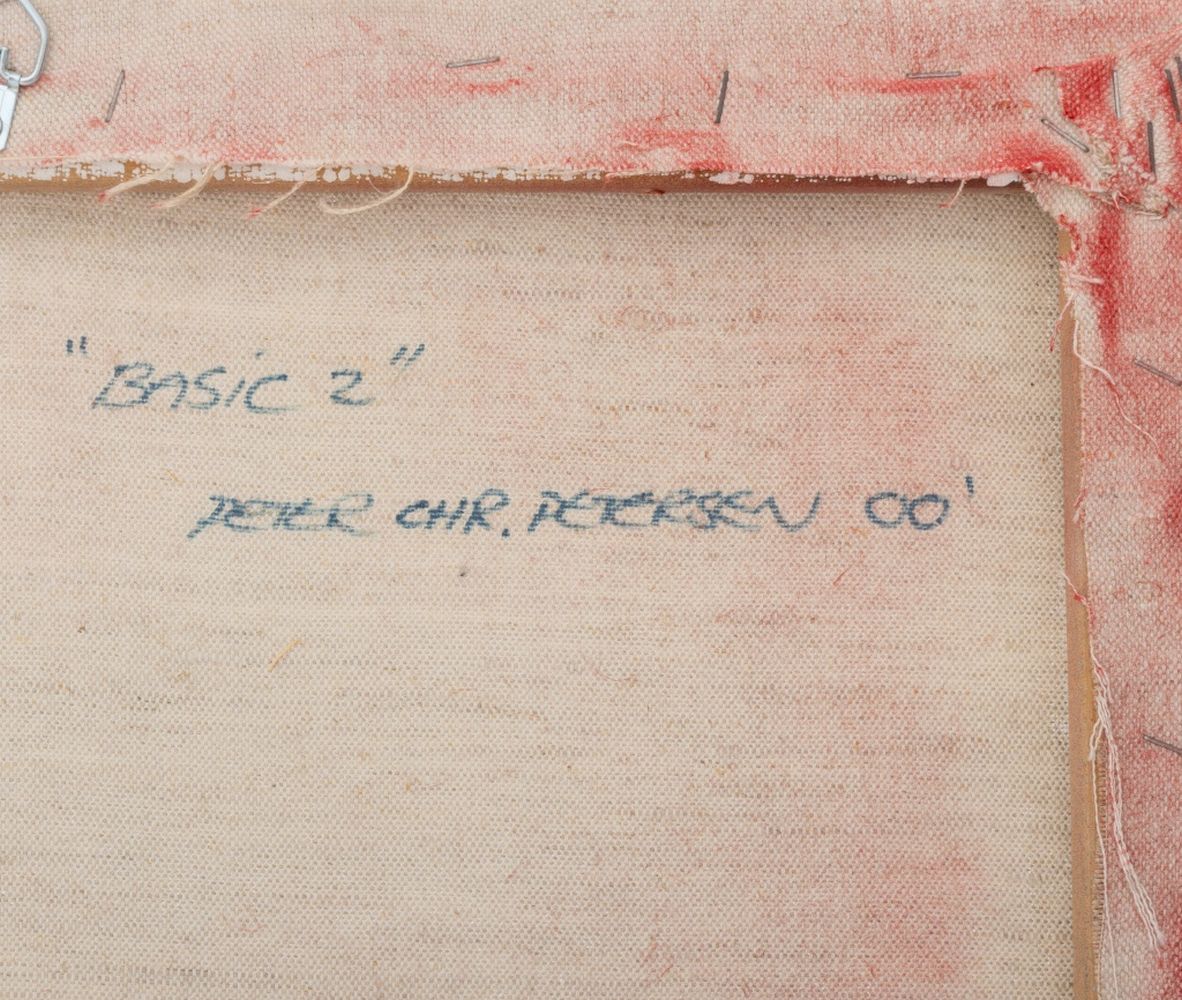 "BASiC 2"
PETER CHR. PETERSEN 00'